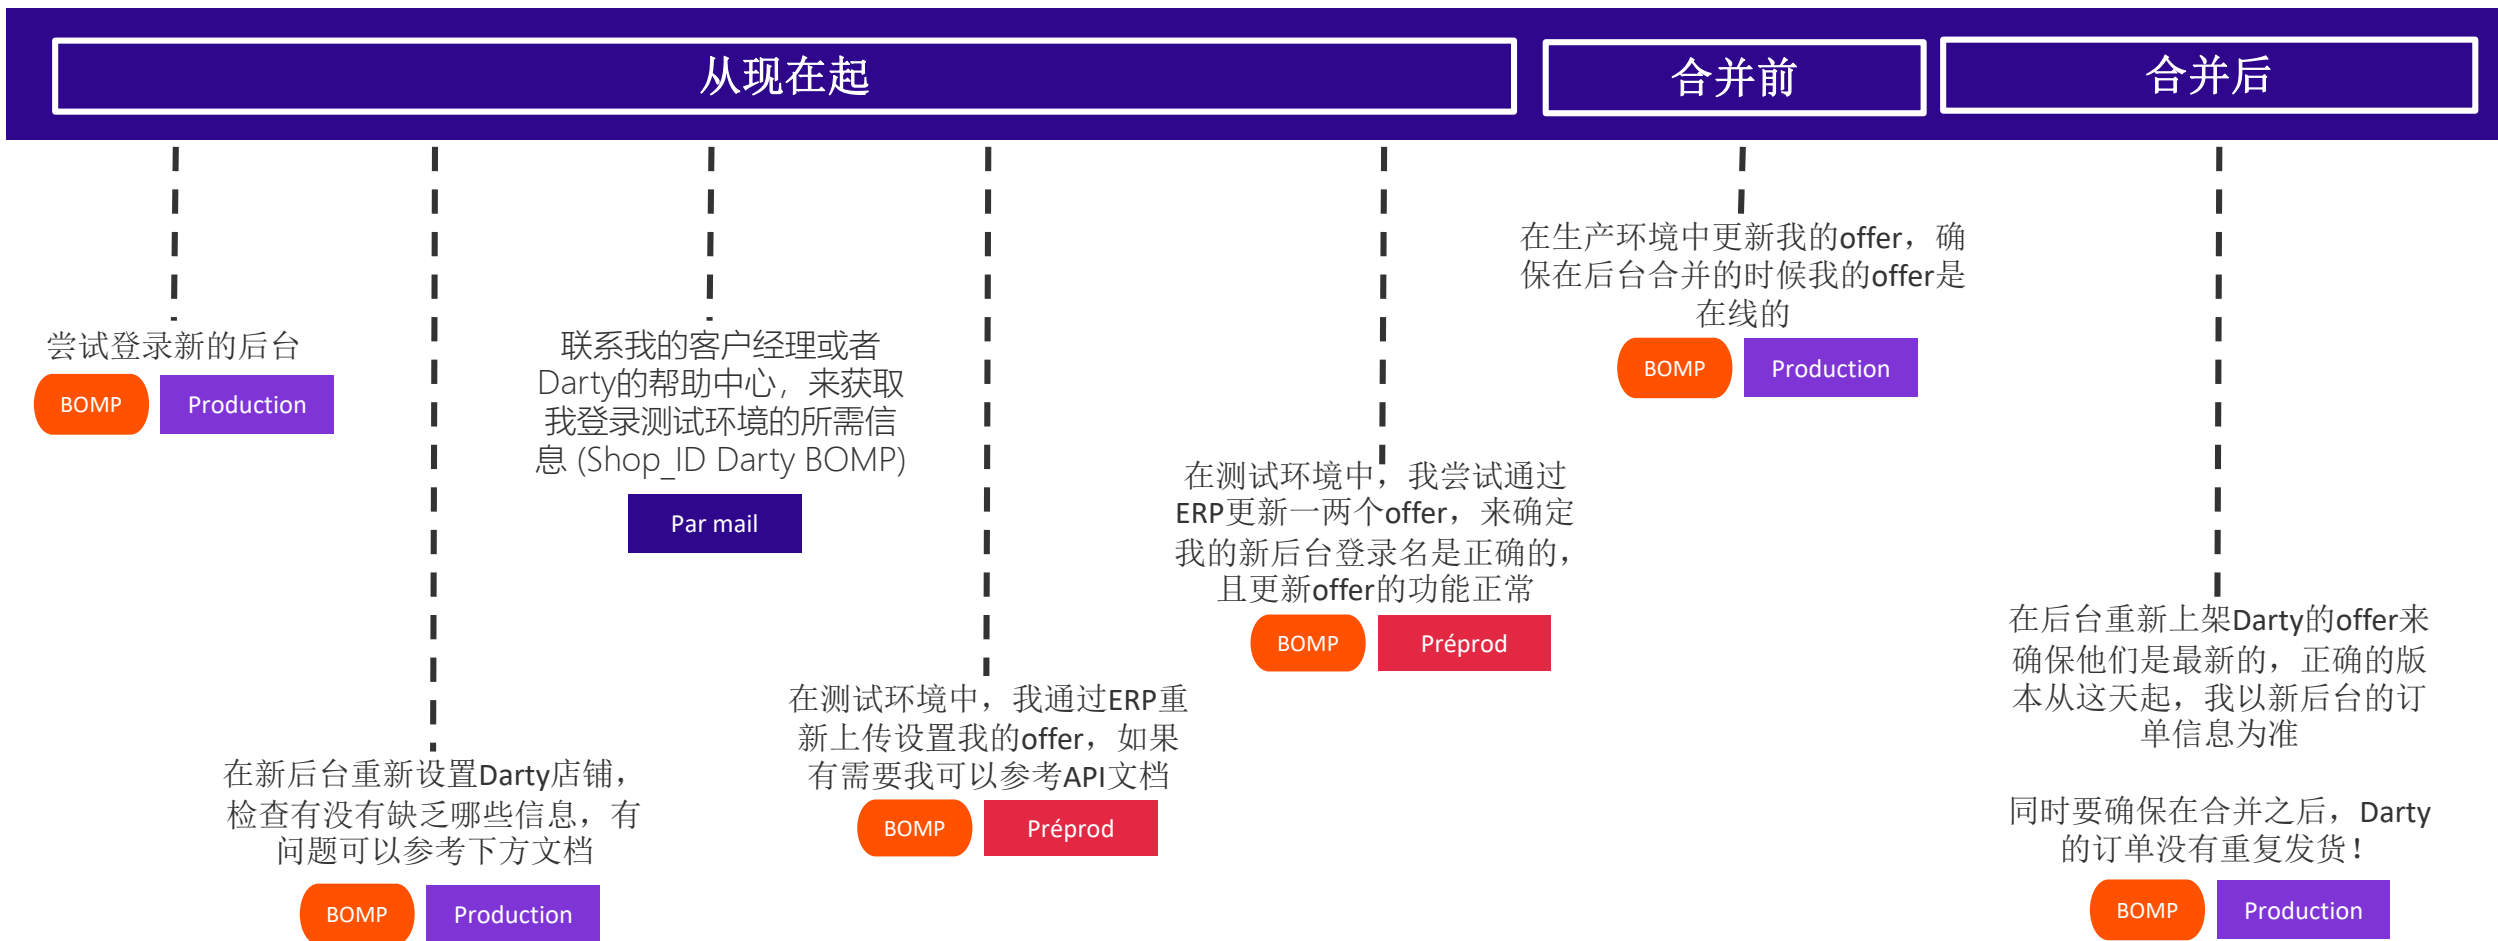 从现在起
合并前
合并后
尝试登录新的后台
BOMP
Production
在新后台重新设置Darty店铺，
检查有没有缺乏哪些信息，有
问题可以参考下方文档
BOMP
Production
联系我的客户经理或者
Darty的帮助中心，来获取
我登录测试环境的所需信
息 (Shop_ID Darty BOMP)
Par mail
在测试环境中，我通过ERP重
新上传设置我的offer，如果
有需要我可以参考API文档
BOMP
Préprod
在测试环境中，我尝试通过
ERP更新一两个offer，来确定
我的新后台登录名是正确的，
且更新offer的功能正常
BOMP
Préprod
在生产环境中更新我的offer，确
保在后台合并的时候我的offer是
在线的
BOMP
Production
在后台重新上架Darty的offer来
确保他们是最新的，正确的版
本从这天起，我以新后台的订
单信息为准
同时要确保在合并之后，Darty
的订单没有重复发货！
BOMP
Production